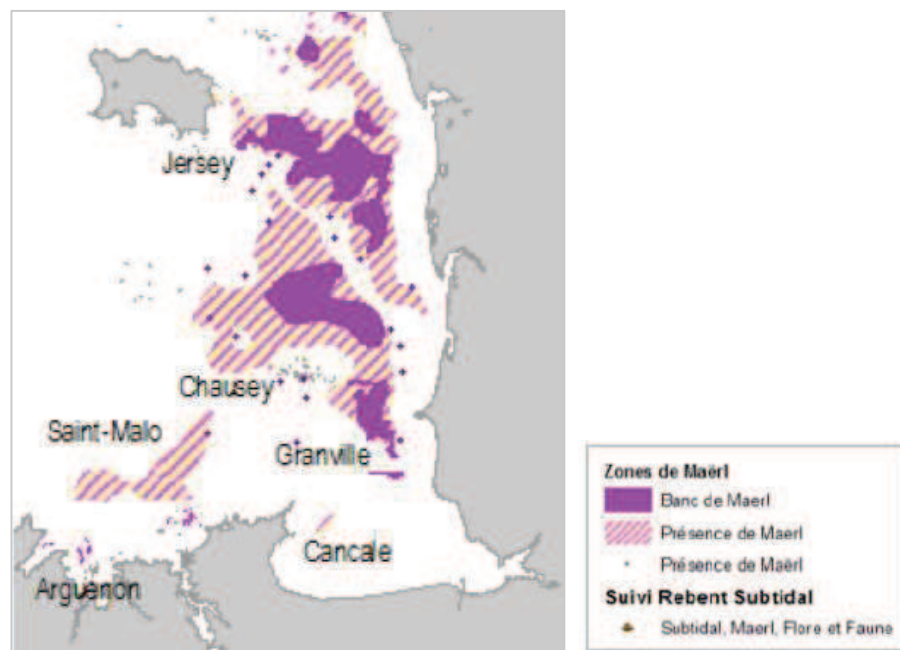 Jersey
Chausey
Saint-Malo
Granville
Cancale
Arguenon
Zones de Maërl
Banc de Maerl
Présence de Maerl
Présence de Maërl
Suivi Rebent Subtidal
Subtidal, Maerl, Flore et Faune